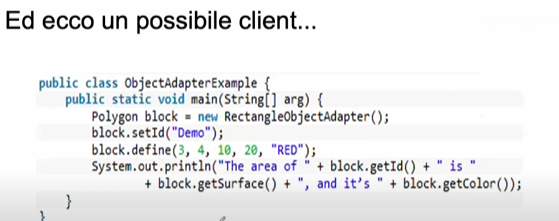 Ed ecco un possibile client...
public class ObjectAdapterExample {
public static void main(String[] arg) {
Polygon block = new RectangleObjectAdapter();
block.setId("Demo");
block.define(3, 4, 10, 20, "RED");
System.out.println("The area of " + block.getId() + " is "
+ block.getSurface() + ", and it's " + block.getColor());
}
}